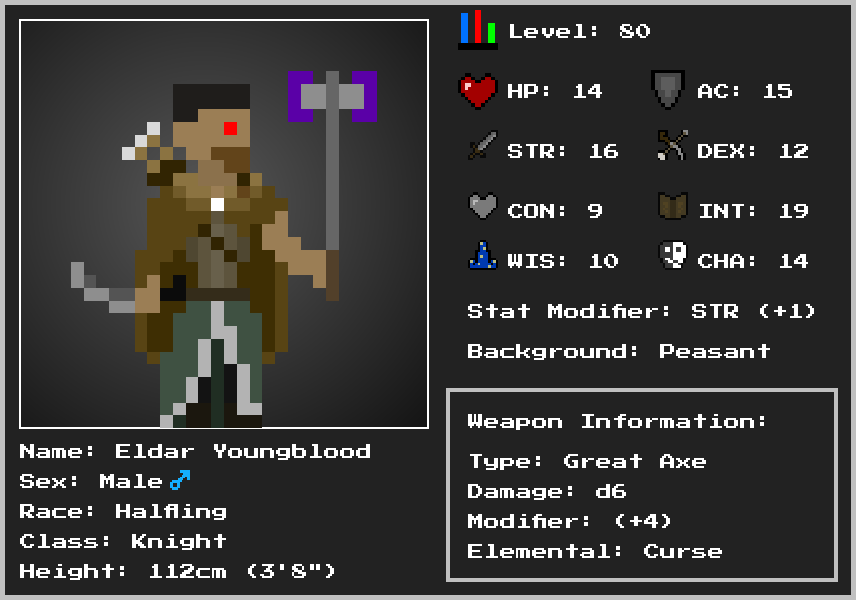 Level: 80
HP: 14
AC: 15
STR: 16
DEX: 12
CON: 9
INT: 19
WIS: 10
CHA: 14
Stat Modifier: STR (+1)
Background: Peasant
Weapon Information:
Type: Great Axe
Damage: d6
Modifier: (+4)
Elemental: Curse
Name: Eldar Youngblood
Sex: Male ♂
Race: Halfling
Class: Knight
Height: 112cm (3'8")